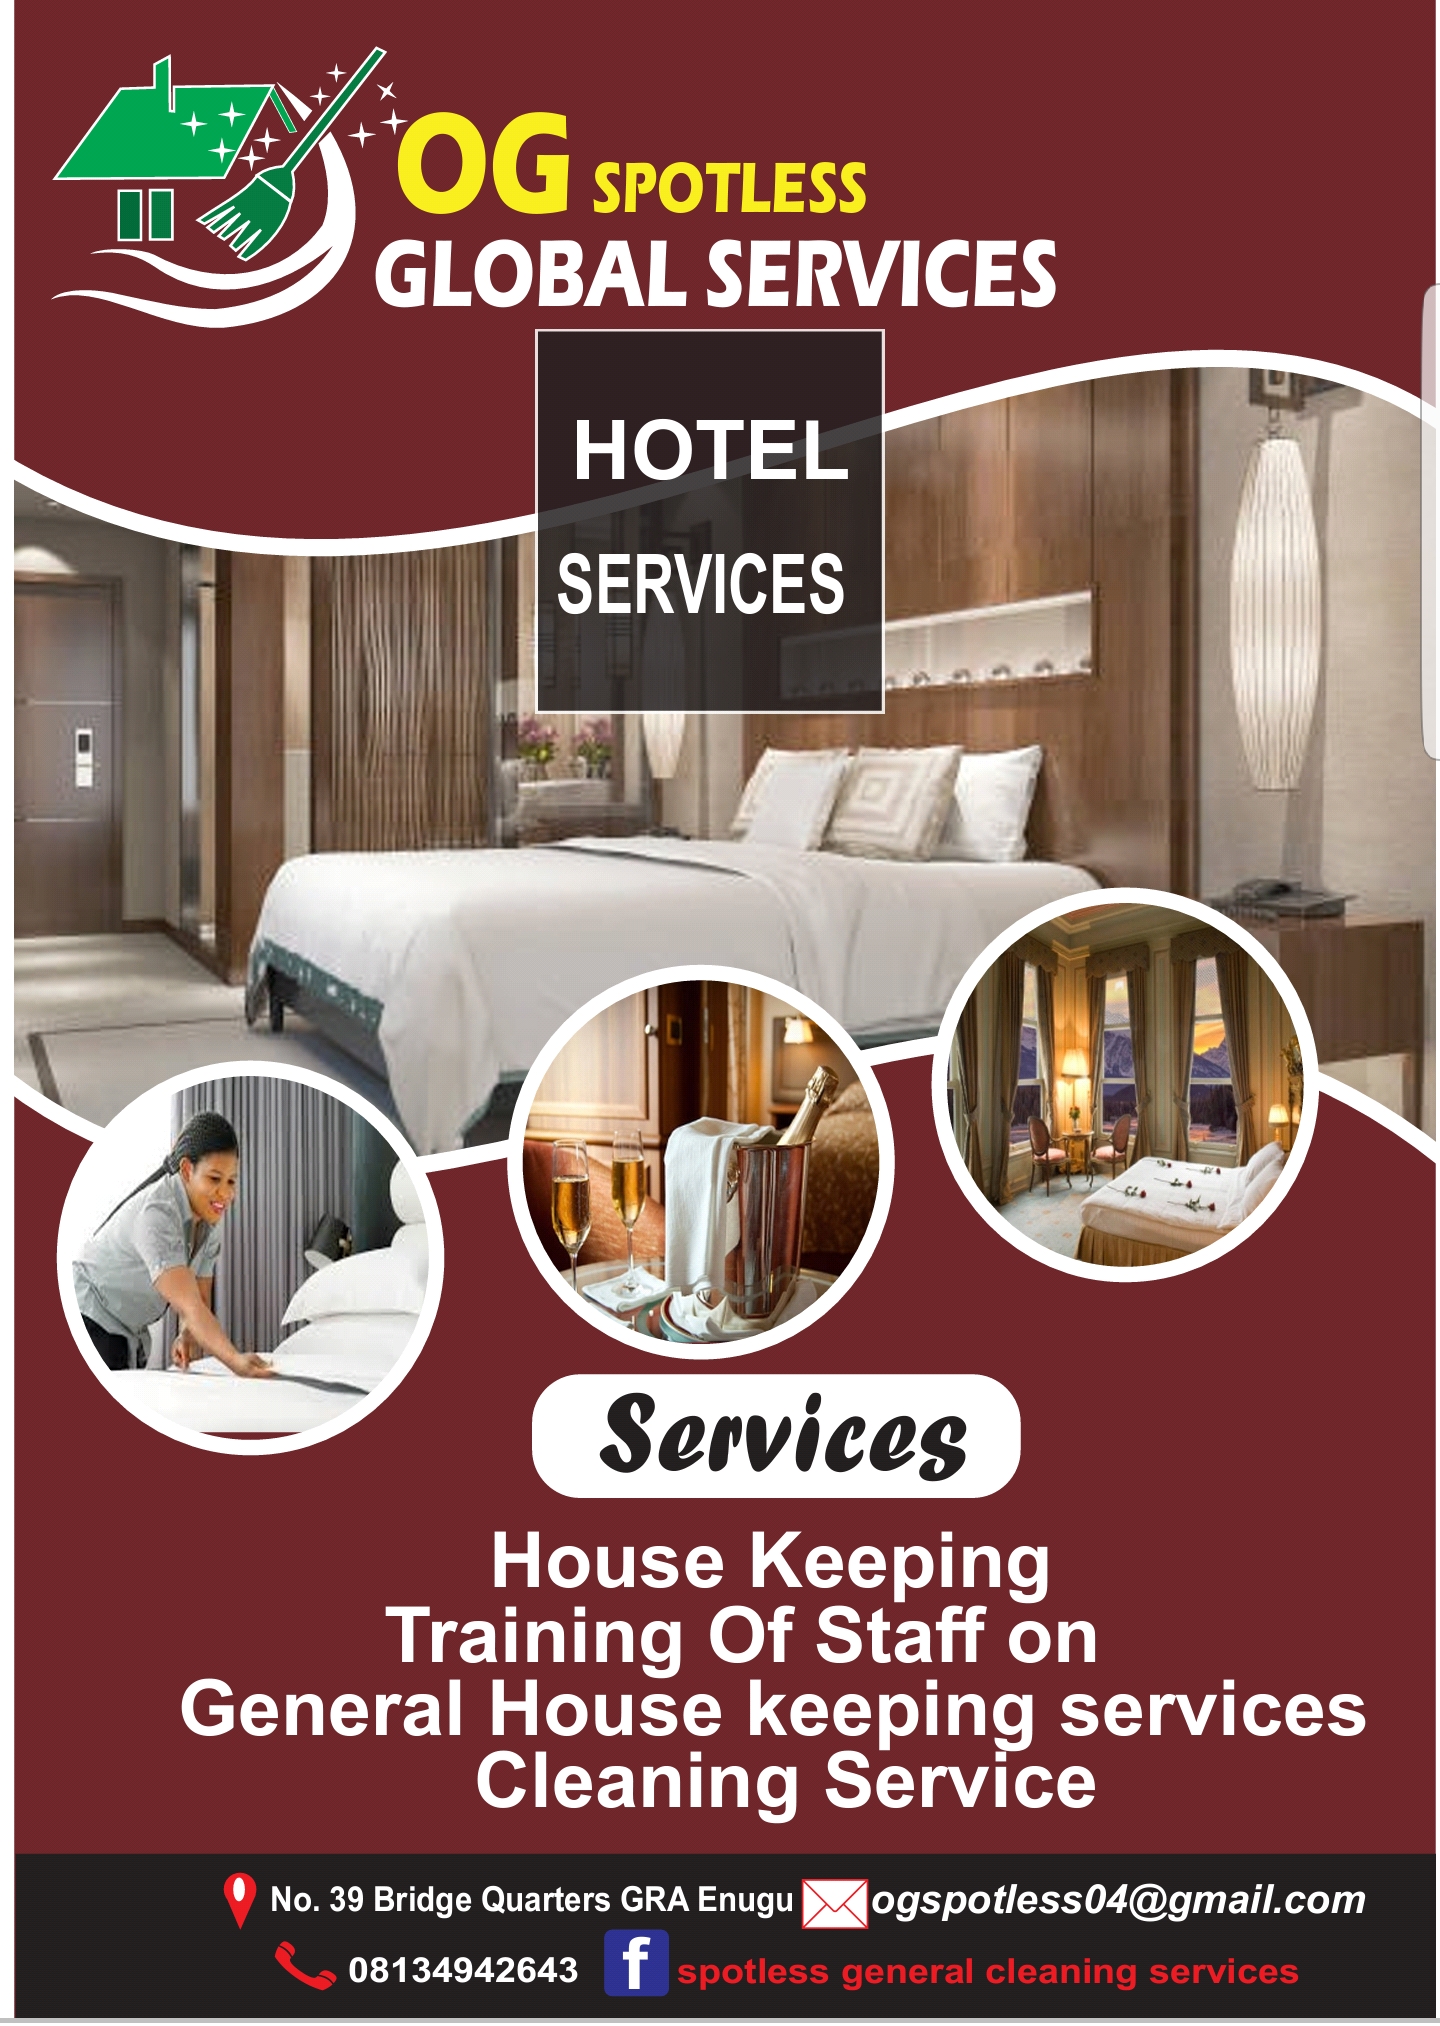 OG SPOTLESS
GLOBAL SERVICES
HOTEL
SERVICES
Services
House Keeping
Training Of Staff on
General House keeping services
Cleaning Service
No. 39 Bridge Quarters GRA Enugu ogspotless04@gmail.com
08134942643 f spotless general cleaning services